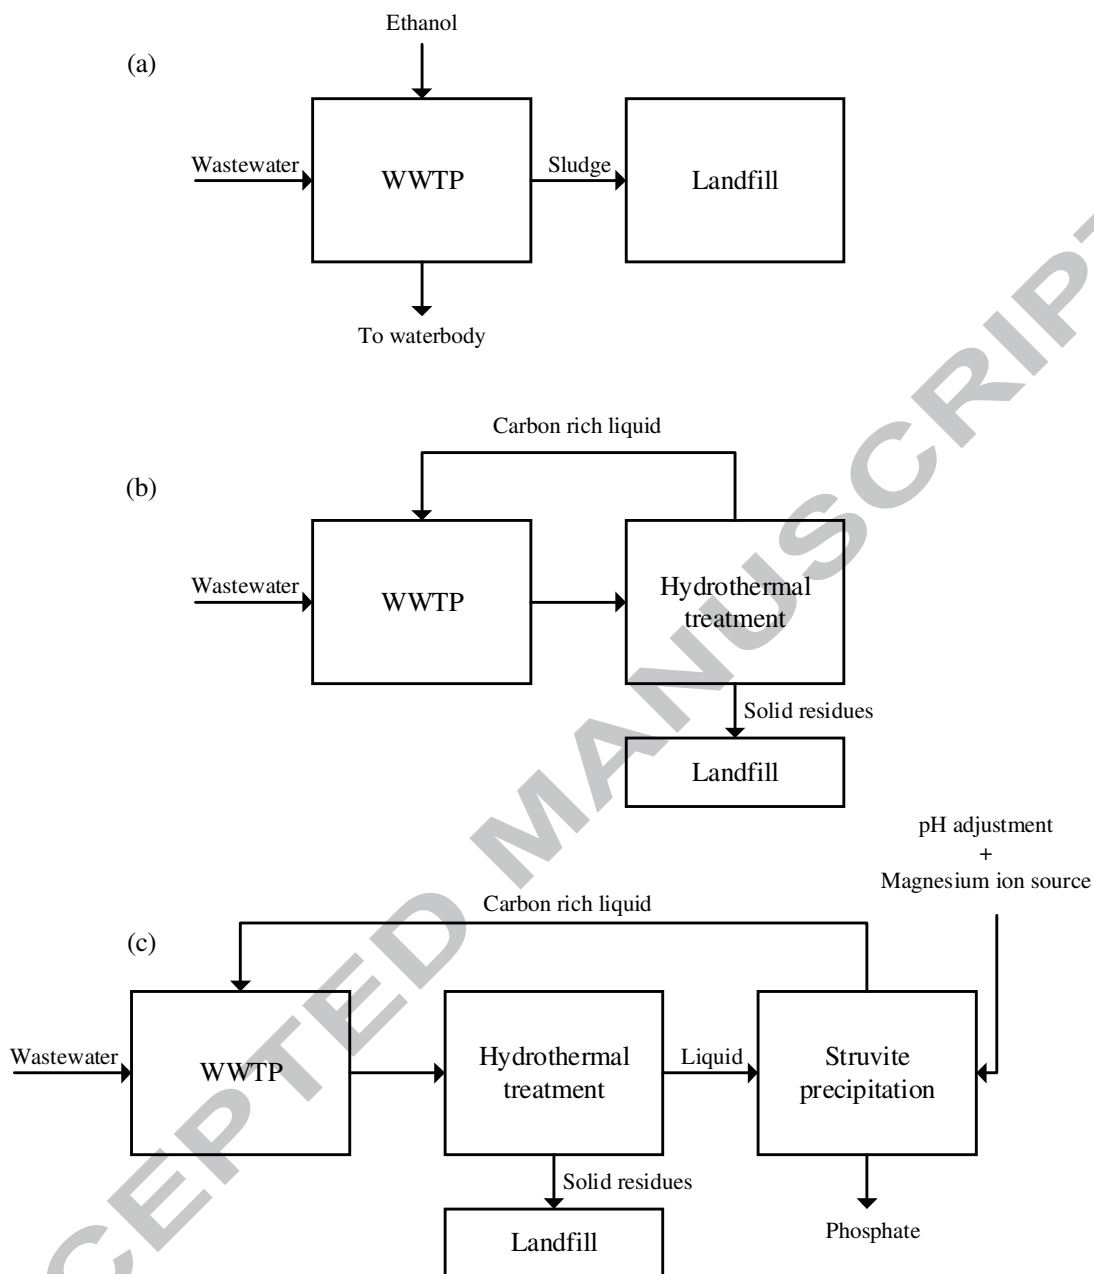 Ethanol
(a)
Wastewater
WWTP
Sludge
Landfill
To waterbody
Carbon rich liquid
(b)
Wastewater
WWTP
Hydrothermal
treatment
Solid residues
Landfill
pH adjustment
+
Magnesium ion source
Carbon rich liquid
(c)
Wastewater
WWTP
Hydrothermal
treatment
Liquid
Struvite
precipitation
Solid residues
Landfill
Phosphate
CEPTED MANUSCRIPT